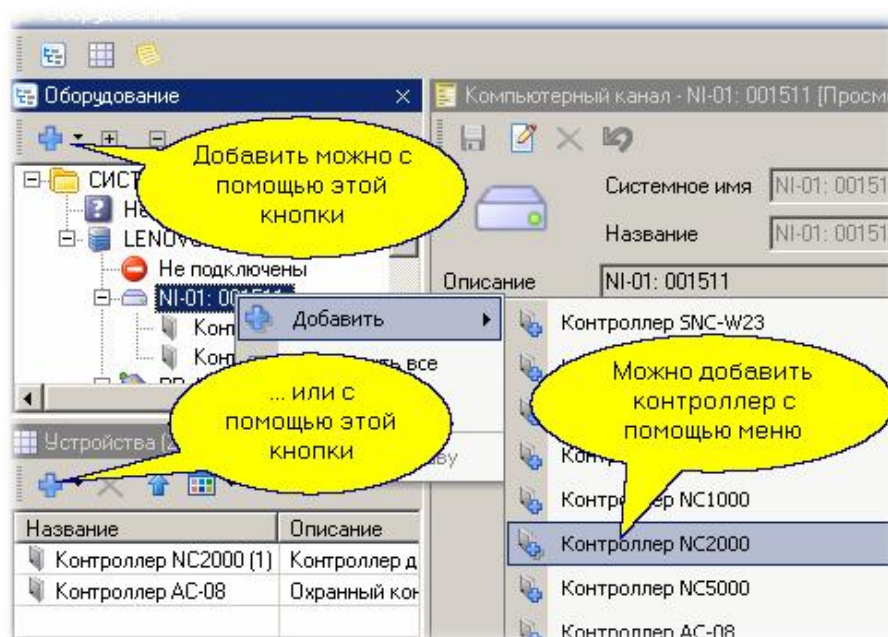 Оборудование
Компьютерный канал - NI-01: 001511
Добавить можно с
помощью этой
кнопки
Системное имя NI-01: 00151
Название NI-01: 00151
Описание NI-01: 001511
LENOVO
Не подключены
NI-01:
Добавить
все
... или с
помощью этой
кнопки
Контроллер SNC-W23
Можно добавить
контроллер с
помощью меню
Контроллер NC1000
Контроллер NC2000
Контроллер NC5000
Контроллер AC-08
Устройства
Название Описание
Контроллер NC2000 (1) Контроллер д
Контроллер AC-08 Охранный кон